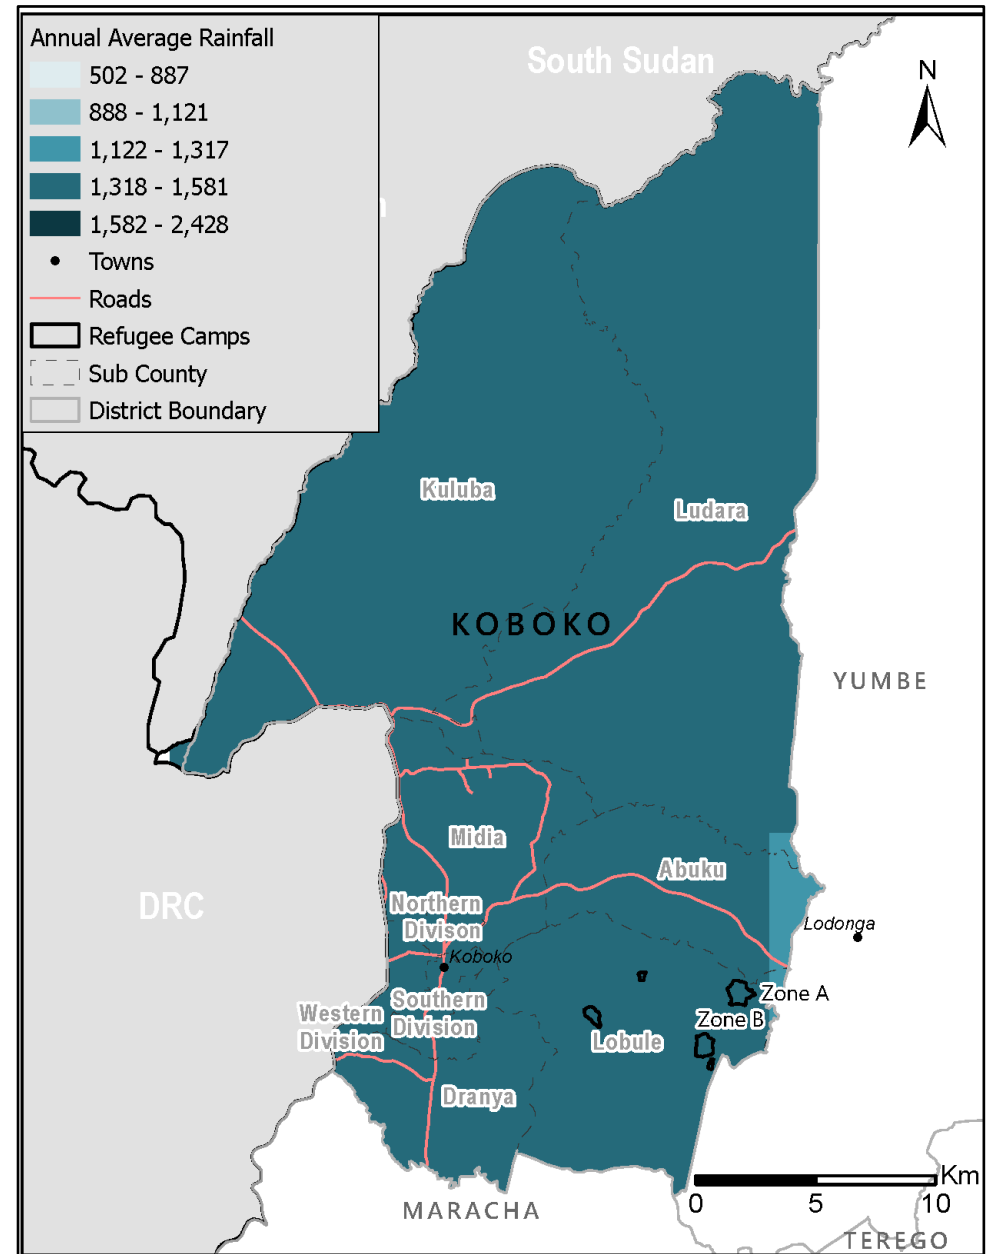 Annual Average Rainfall
502 - 887
888 - 1,121
1,122 - 1,317
1,318 - 1,581
1,582 - 2,428
Towns
Roads
Refugee Camps
Sub County
District Boundary
South Sudan
N
Kuluba
Ludara
KOBOKO
YUMBE
Midia
Abuku
DRC
Northern
Divison
Lodonga
Koboko
Zone A
Western
Division
Southern
Division
Zone B
Lobule
Dranya
Km
0 5 10
MARACHA
TEREGO